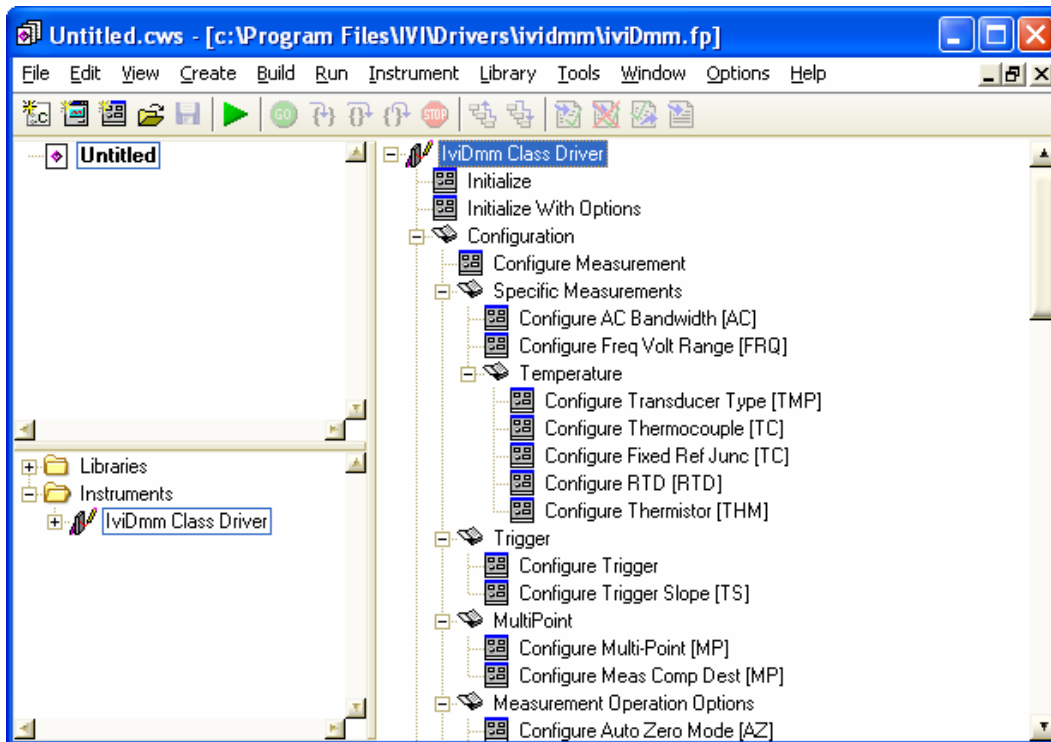 Untitled.cws - [c:\Program Files\IVI\Drivers\ividmm\iviDmm.fp]
File Edit View Create Build Run Instrument Library Tools Window Options Help
.c
GO
STOP
Untitled
Libraries
Instruments
IviDmm Class Driver
IviDmm Class Driver
Initialize
Initialize With Options
Configuration
Configure Measurement
Specific Measurements
Configure AC Bandwidth [AC]
Configure Freq Volt Range [FRQ]
Temperature
Configure Transducer Type [TMP]
Configure Thermocouple [TC]
Configure Fixed Ref Junc [TC]
Configure RTD [RTD]
Configure Thermistor [THM]
Trigger
Configure Trigger
Configure Trigger Slope [TS]
MultiPoint
Configure Multi-Point [MP]
Configure Meas Comp Dest [MP]
Measurement Operation Options
Configure Auto Zero Mode [AZ]